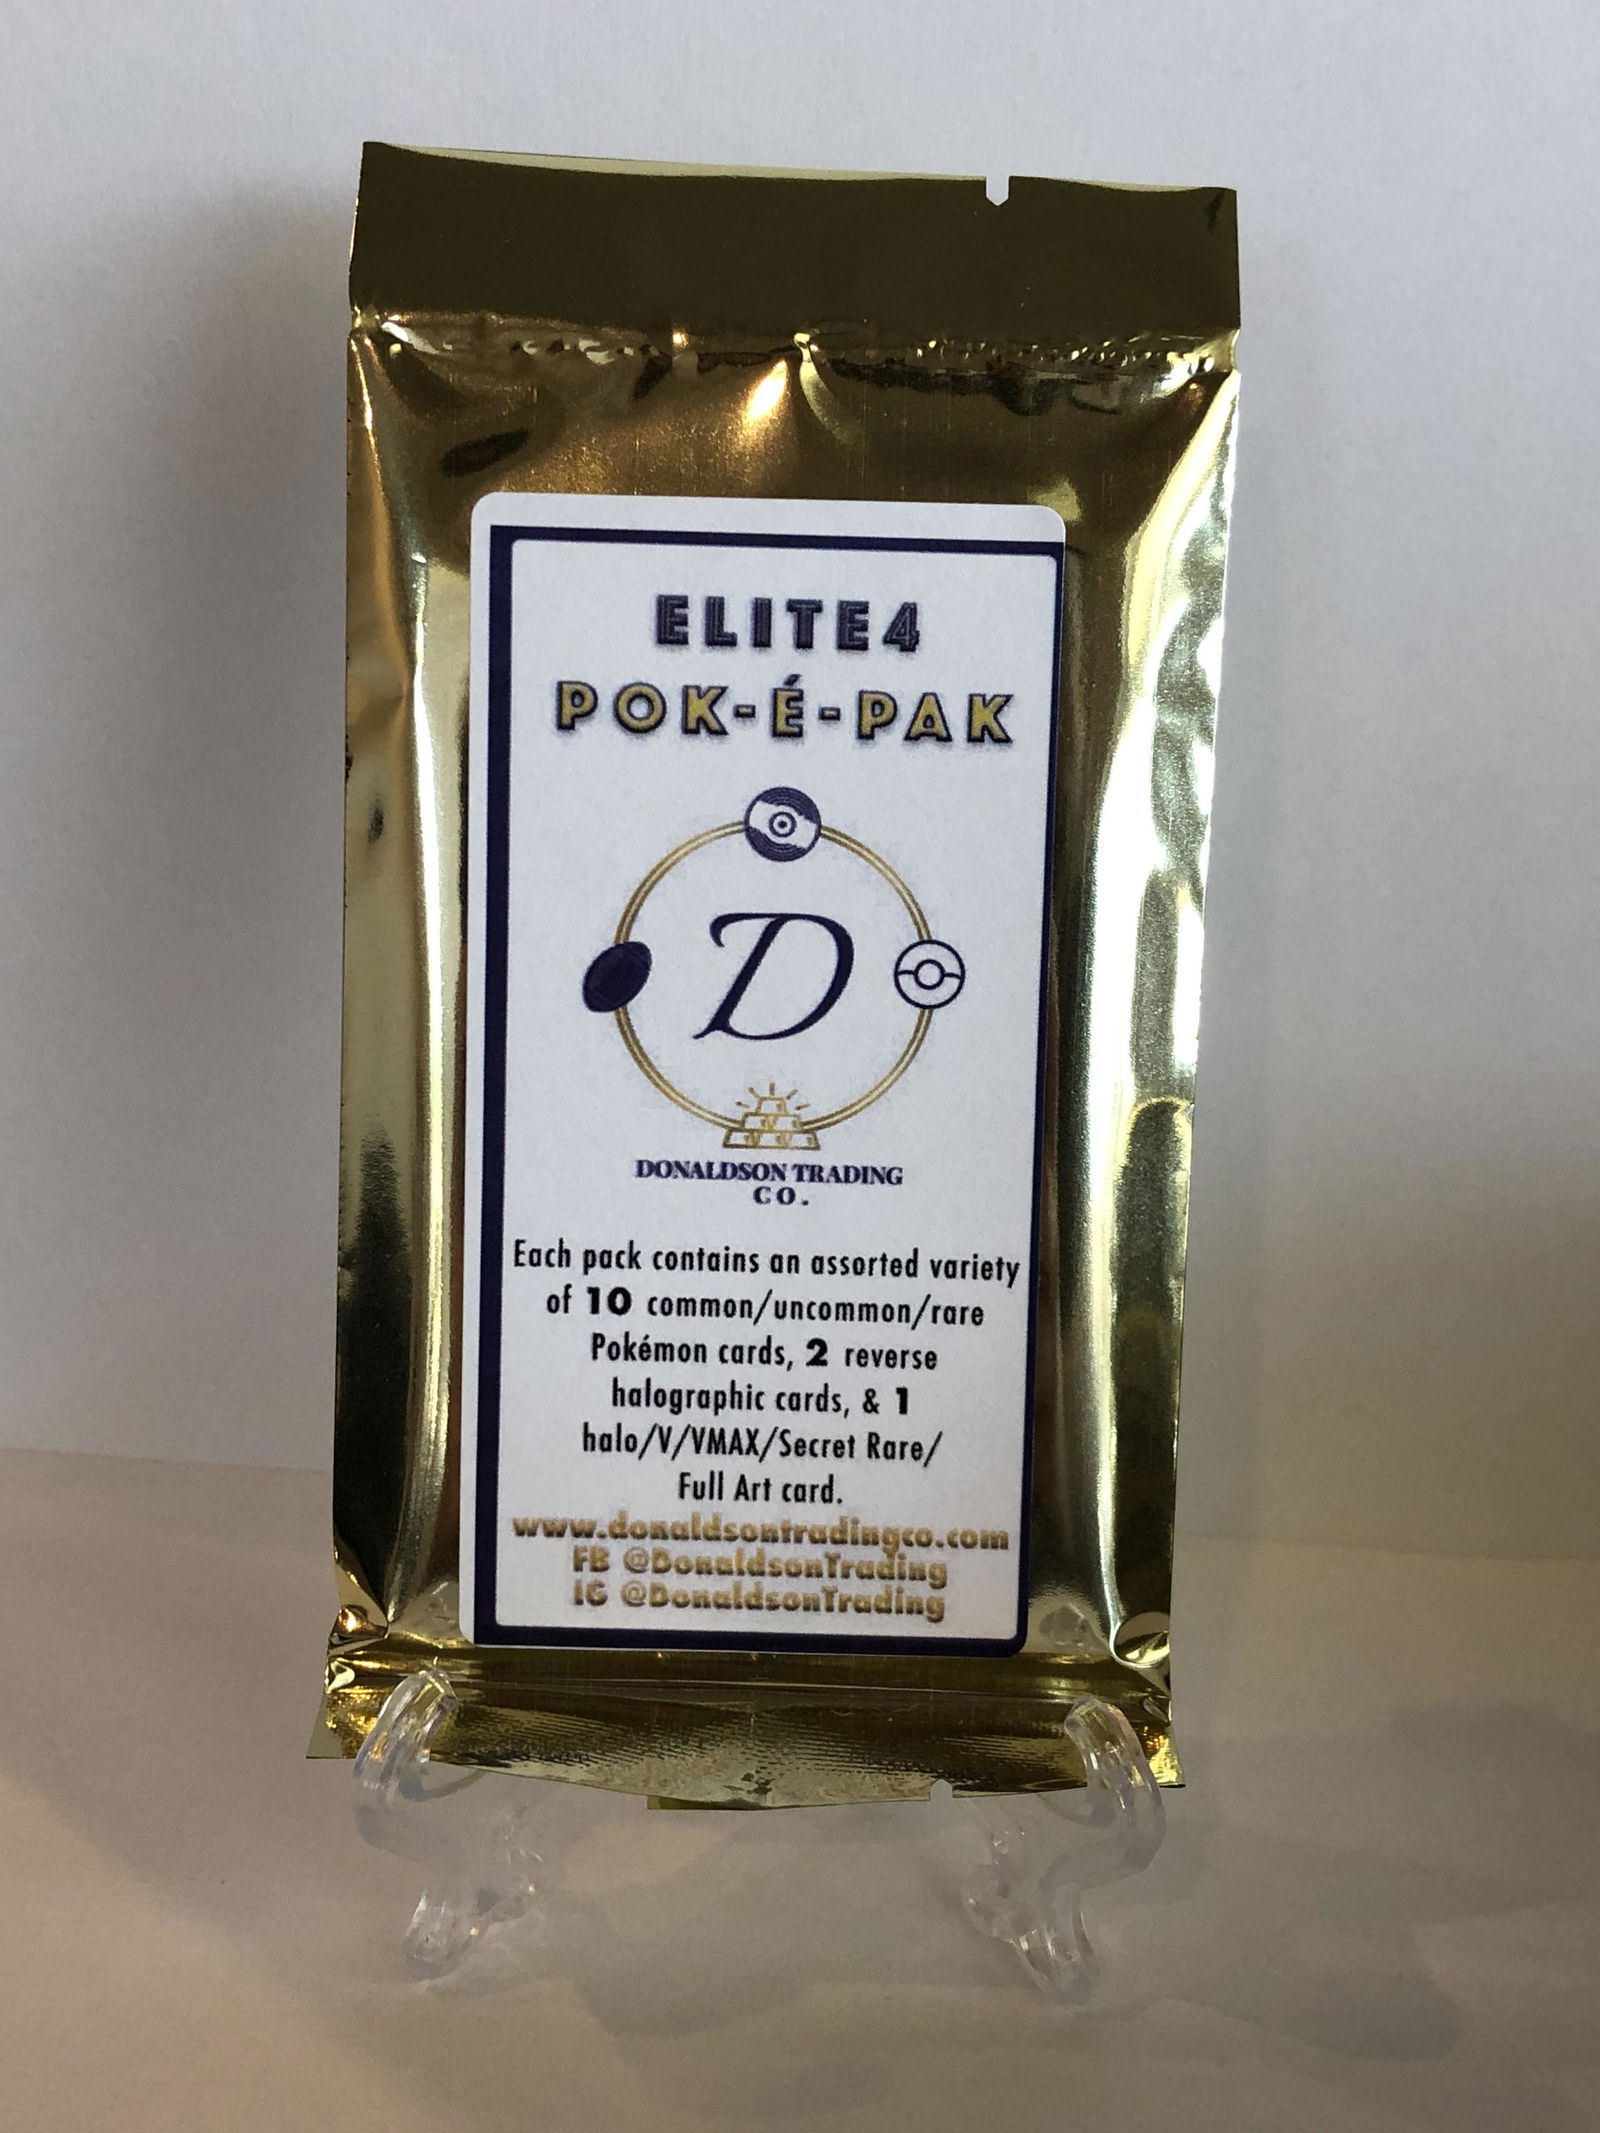 ELITE4
POK-É-PAK
D
DONALDSON TRADING
CO.
Each pack contains an assorted variety
of 10 common/uncommon/rare
Pokémon cards, 2 reverse
halographic cards, & 1
halo/V/VMAX/Secret Rare/
Full Art card.
www.donaldsontradingco.com
FB @DonaldsonTrading
IG @DonaldsonTrading